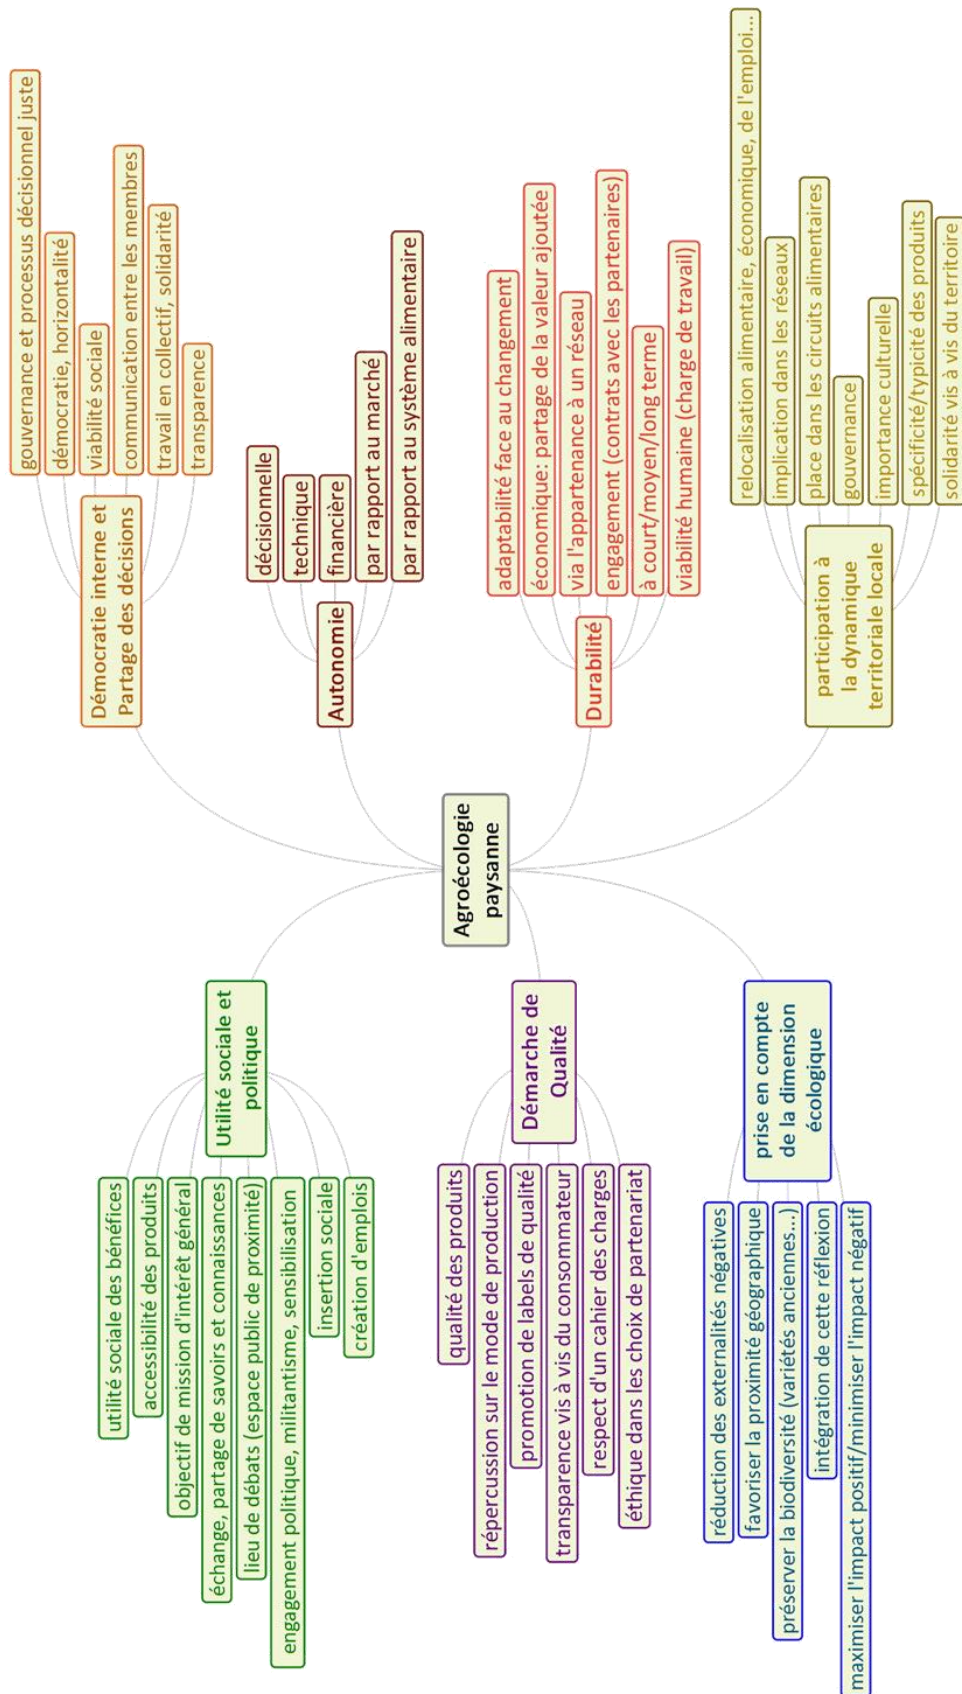 Agroécologie
paysanne
Utilité sociale et
politique
utilité sociale des bénéfices
accessibilité des produits
objectif de mission d'intérêt général
échange, partage de savoirs et connaissances
lieu de débats (espace public de proximité)
engagement politique, militantisme, sensibilisation
insertion sociale
création d'emplois
Démarche de
Qualité
qualité des produits
répercussion sur le mode de production
promotion de labels de qualité
transparence vis à vis du consommateur
respect d'un cahier des charges
éthique dans les choix de partenariat
prise en compte
de la dimension
écologique
réduction des externalités négatives
favoriser la proximité géographique
préserver la biodiversité (variétés anciennes...)
intégration de cette réflexion
maximiser l'impact positif/minimiser l'impact négatif
Démocratie interne et
Partage des décisions
gouvernance et processus décisionnel juste
démocratie, horizontalité
viabilité sociale
communication entre les membres
travail en collectif, solidarité
transparence
Autonomie
décisionnelle
technique
financière
par rapport au marché
par rapport au système alimentaire
Durabilité
adaptabilité face au changement
économique: partage de la valeur ajoutée
via l'appartenance à un réseau
engagement (contrats avec les partenaires)
à court/moyen/long terme
viabilité humaine (charge de travail)
participation à
la dynamique
territoriale locale
relocalisation alimentaire, économique, de l'emploi...
implication dans les réseaux
place dans les circuits alimentaires
gouvernance
importance culturelle
spécificité/typicité des produits
solidarité vis à vis du territoire